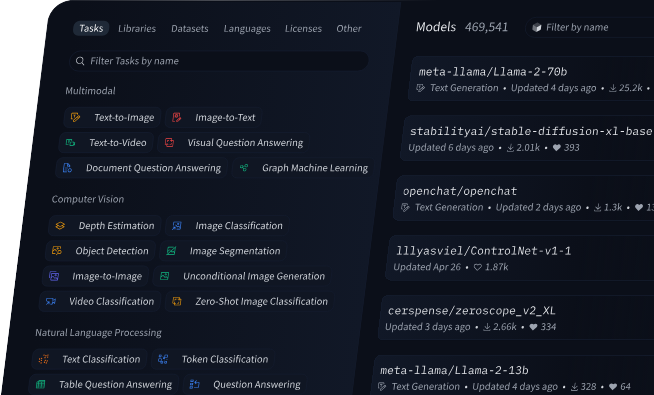 Tasks Libraries Datasets Languages Licenses Other
Filter Tasks by name
Multimodal
Text-to-Image Image-to-Text
Text-to-Video Visual Question Answering
Document Question Answering Graph Machine Learning
Computer Vision
Depth Estimation Image Classification
Object Detection Image Segmentation
Image-to-Image Unconditional Image Generation
Video Classification Zero-Shot Image Classification
Natural Language Processing
Text Classification Token Classification
Table Question Answering Question Answering
Models 469,541 Filter by name
meta-llama/Llama-2-70b
Text Generation • Updated 4 days ago • 25.2k •
stabilityai/stable-diffusion-xl-base
Updated 6 days ago • 2.01k • 393
openchat/openchat
Text Generation • Updated 2 days ago • 1.3k •
lllyasviel/ControlNet-v1-1
Updated Apr 26 • 1.87k
cerspense/zeroscope_v2_XL
Updated 3 days ago • 2.66k • 334
meta-llama/Llama-2-13b
Text Generation • Updated 4 days ago • 328 • 64